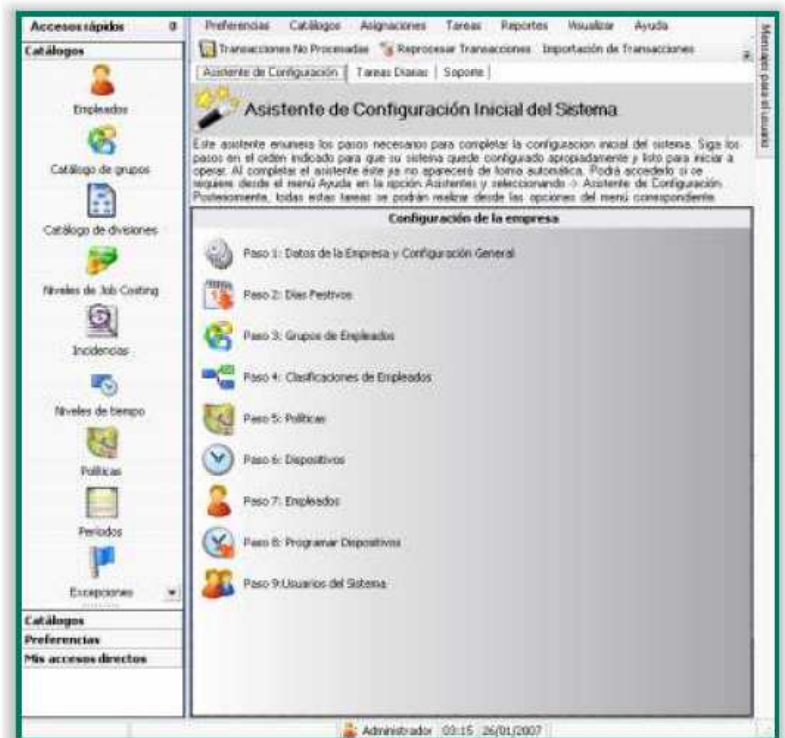 Accesos rápidos
Catálogos
Empleados
Catálogo de grupos
Catálogo de divisiones
Niveles de Job Costing
Incidencias
Niveles de tiempo
Políticas
Periodos
Excepciones
Catálogos
Preferencias
Mis accesos directos
Preferencias Catálogos Asignaciones Tareas Reportes Visualizar Ayuda
Transacciones No Procesadas Reprocesar Transacciones Importación de Transacciones
Asistente de Configuración Tareas Diarias Soporte
Asistente de Configuración Inicial del Sistema
Este asistente enumera los pasos necesarios para completar la configuracion inicial del sistema. Siga los
pasos en el orden indicado para que su sistema quede configurado apropiadamente y listo para iniciar a
operar. Al completar el asistente éste ya no aparecerá de forma automática. Podrá accederlo si se
requiere desde el menú Ayuda en la opción Asistentes y seleccionando -> Asistente de Configuración.
Posteriormente, todas estas tareas se podrán realizar desde las opciones del menú correspondiente.
Configuración de la empresa
Paso 1: Datos de la Empresa y Configuración General
Paso 2: Días Festivos
Paso 3: Grupos de Empleados
Paso 4: Clasificaciones de Empleados
Paso 5: Políticas
Paso 6: Dispositivos
Paso 7: Empleados
Paso 8: Programar Dispositivos
Paso 9:Usuarios del Sistema
Mensajes para el usuario
Administrador 03:15 26/01/2007